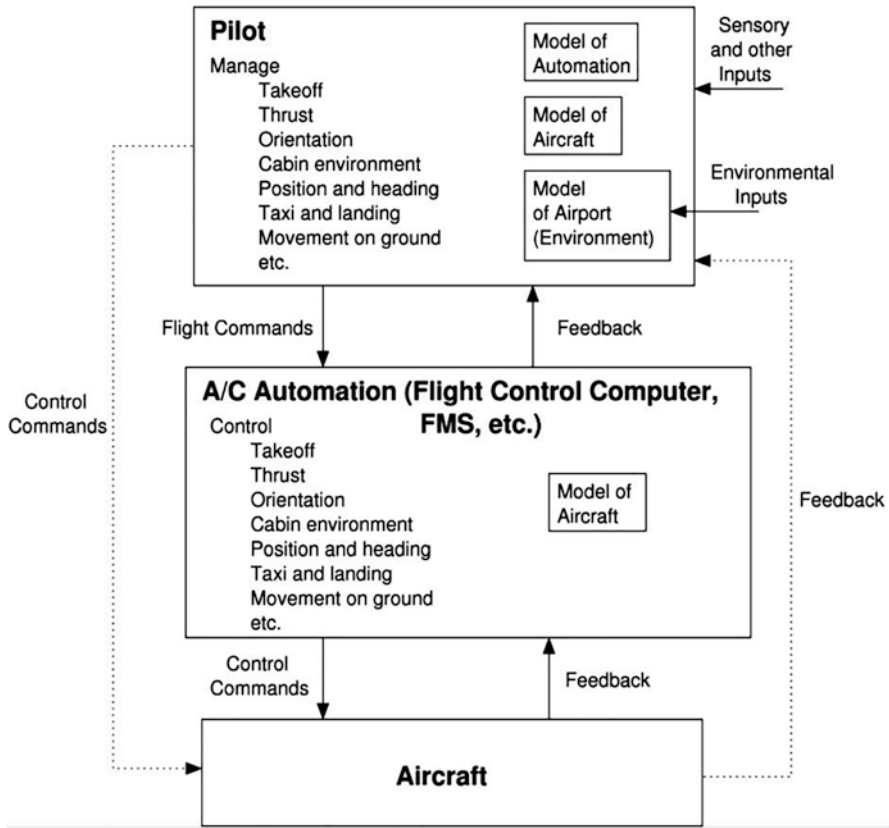 Pilot
Manage
Takeoff
Thrust
Orientation
Cabin environment
Position and heading
Taxi and landing
Movement on ground
etc.
Model of
Automation
Model of
Aircraft
Model
of Airport
(Environment)
Sensory
and other
Inputs
Environmental
Inputs
Flight Commands
Feedback
Control
Commands
A/C Automation (Flight Control Computer,
FMS, etc.)
Control
Takeoff
Thrust
Orientation
Cabin environment
Position and heading
Taxi and landing
Movement on ground
etc.
Model of
Aircraft
Feedback
Control
Commands
Feedback
Aircraft